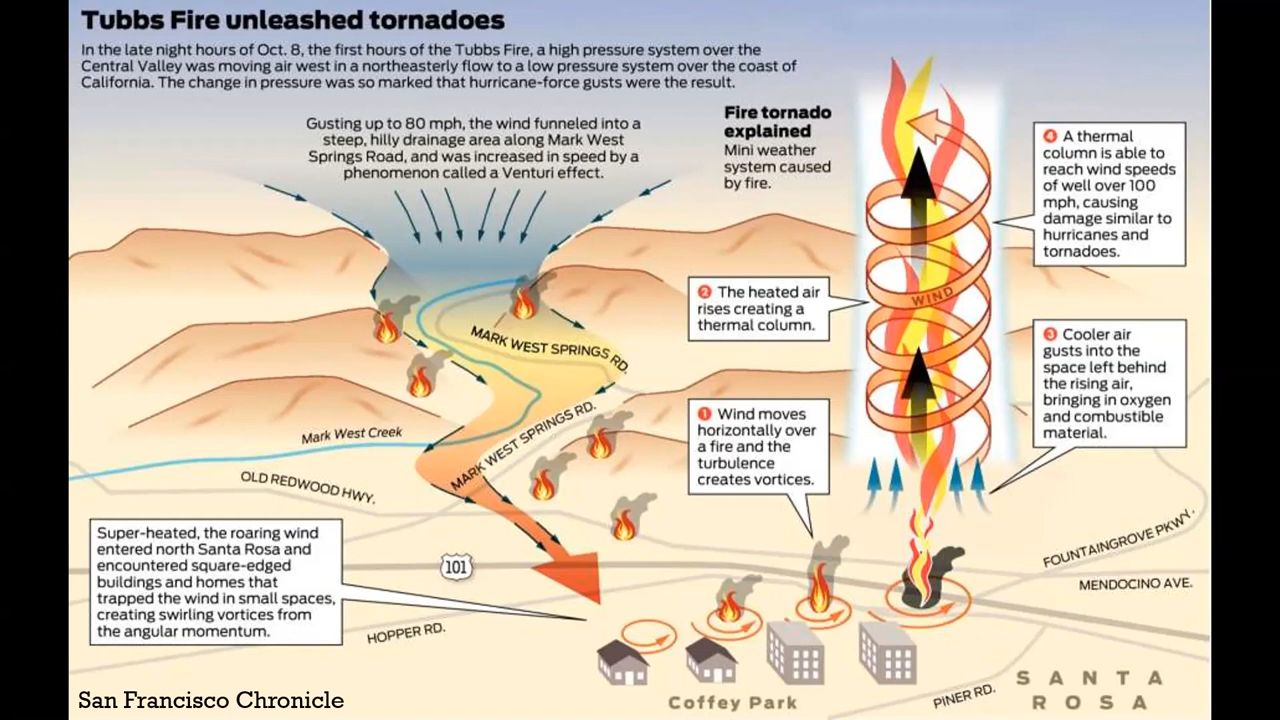 Tubbs Fire unleashed tornadoes
In the late night hours of Oct. 8, the first hours of the Tubbs Fire, a high pressure system over the
Central Valley was moving air west in a northeasterly flow to a low pressure system over the coast of
California. The change in pressure was so marked that hurricane-force gusts were the result.
Gusting up to 80 mph, the wind funneled into a
steep, hilly drainage area along Mark West
Springs Road, and was increased in speed by a
phenomenon called a Venturi effect.
Fire tornado
explained
Mini weather
system caused
by fire.
4 A thermal
column is able to
reach wind speeds
of well over 100
mph, causing
damage similar to
hurricanes and
tornadoes.
2 The heated air
rises creating a
thermal column.
WIND
3 Cooler air
gusts into the
space left behind
the rising air,
bringing in oxygen
and combustible
material.
1 Wind moves
horizontally over
a fire and the
turbulence
creates vortices.
MARK WEST SPRINGS RD.
MARK WEST SPRINGS RD.
Mark West Creek
OLD REDWOOD HWY.
Super-heated, the roaring wind
entered north Santa Rosa and
encountered square-edged
buildings and homes that
trapped the wind in small spaces,
creating swirling vortices from
the angular momentum.
101
HOPPER RD.
FOUNTAINGROVE PKWY.
MENDOCINO AVE.
PINER RD.
SANTA
ROSA
Coffey Park
San Francisco Chronicle